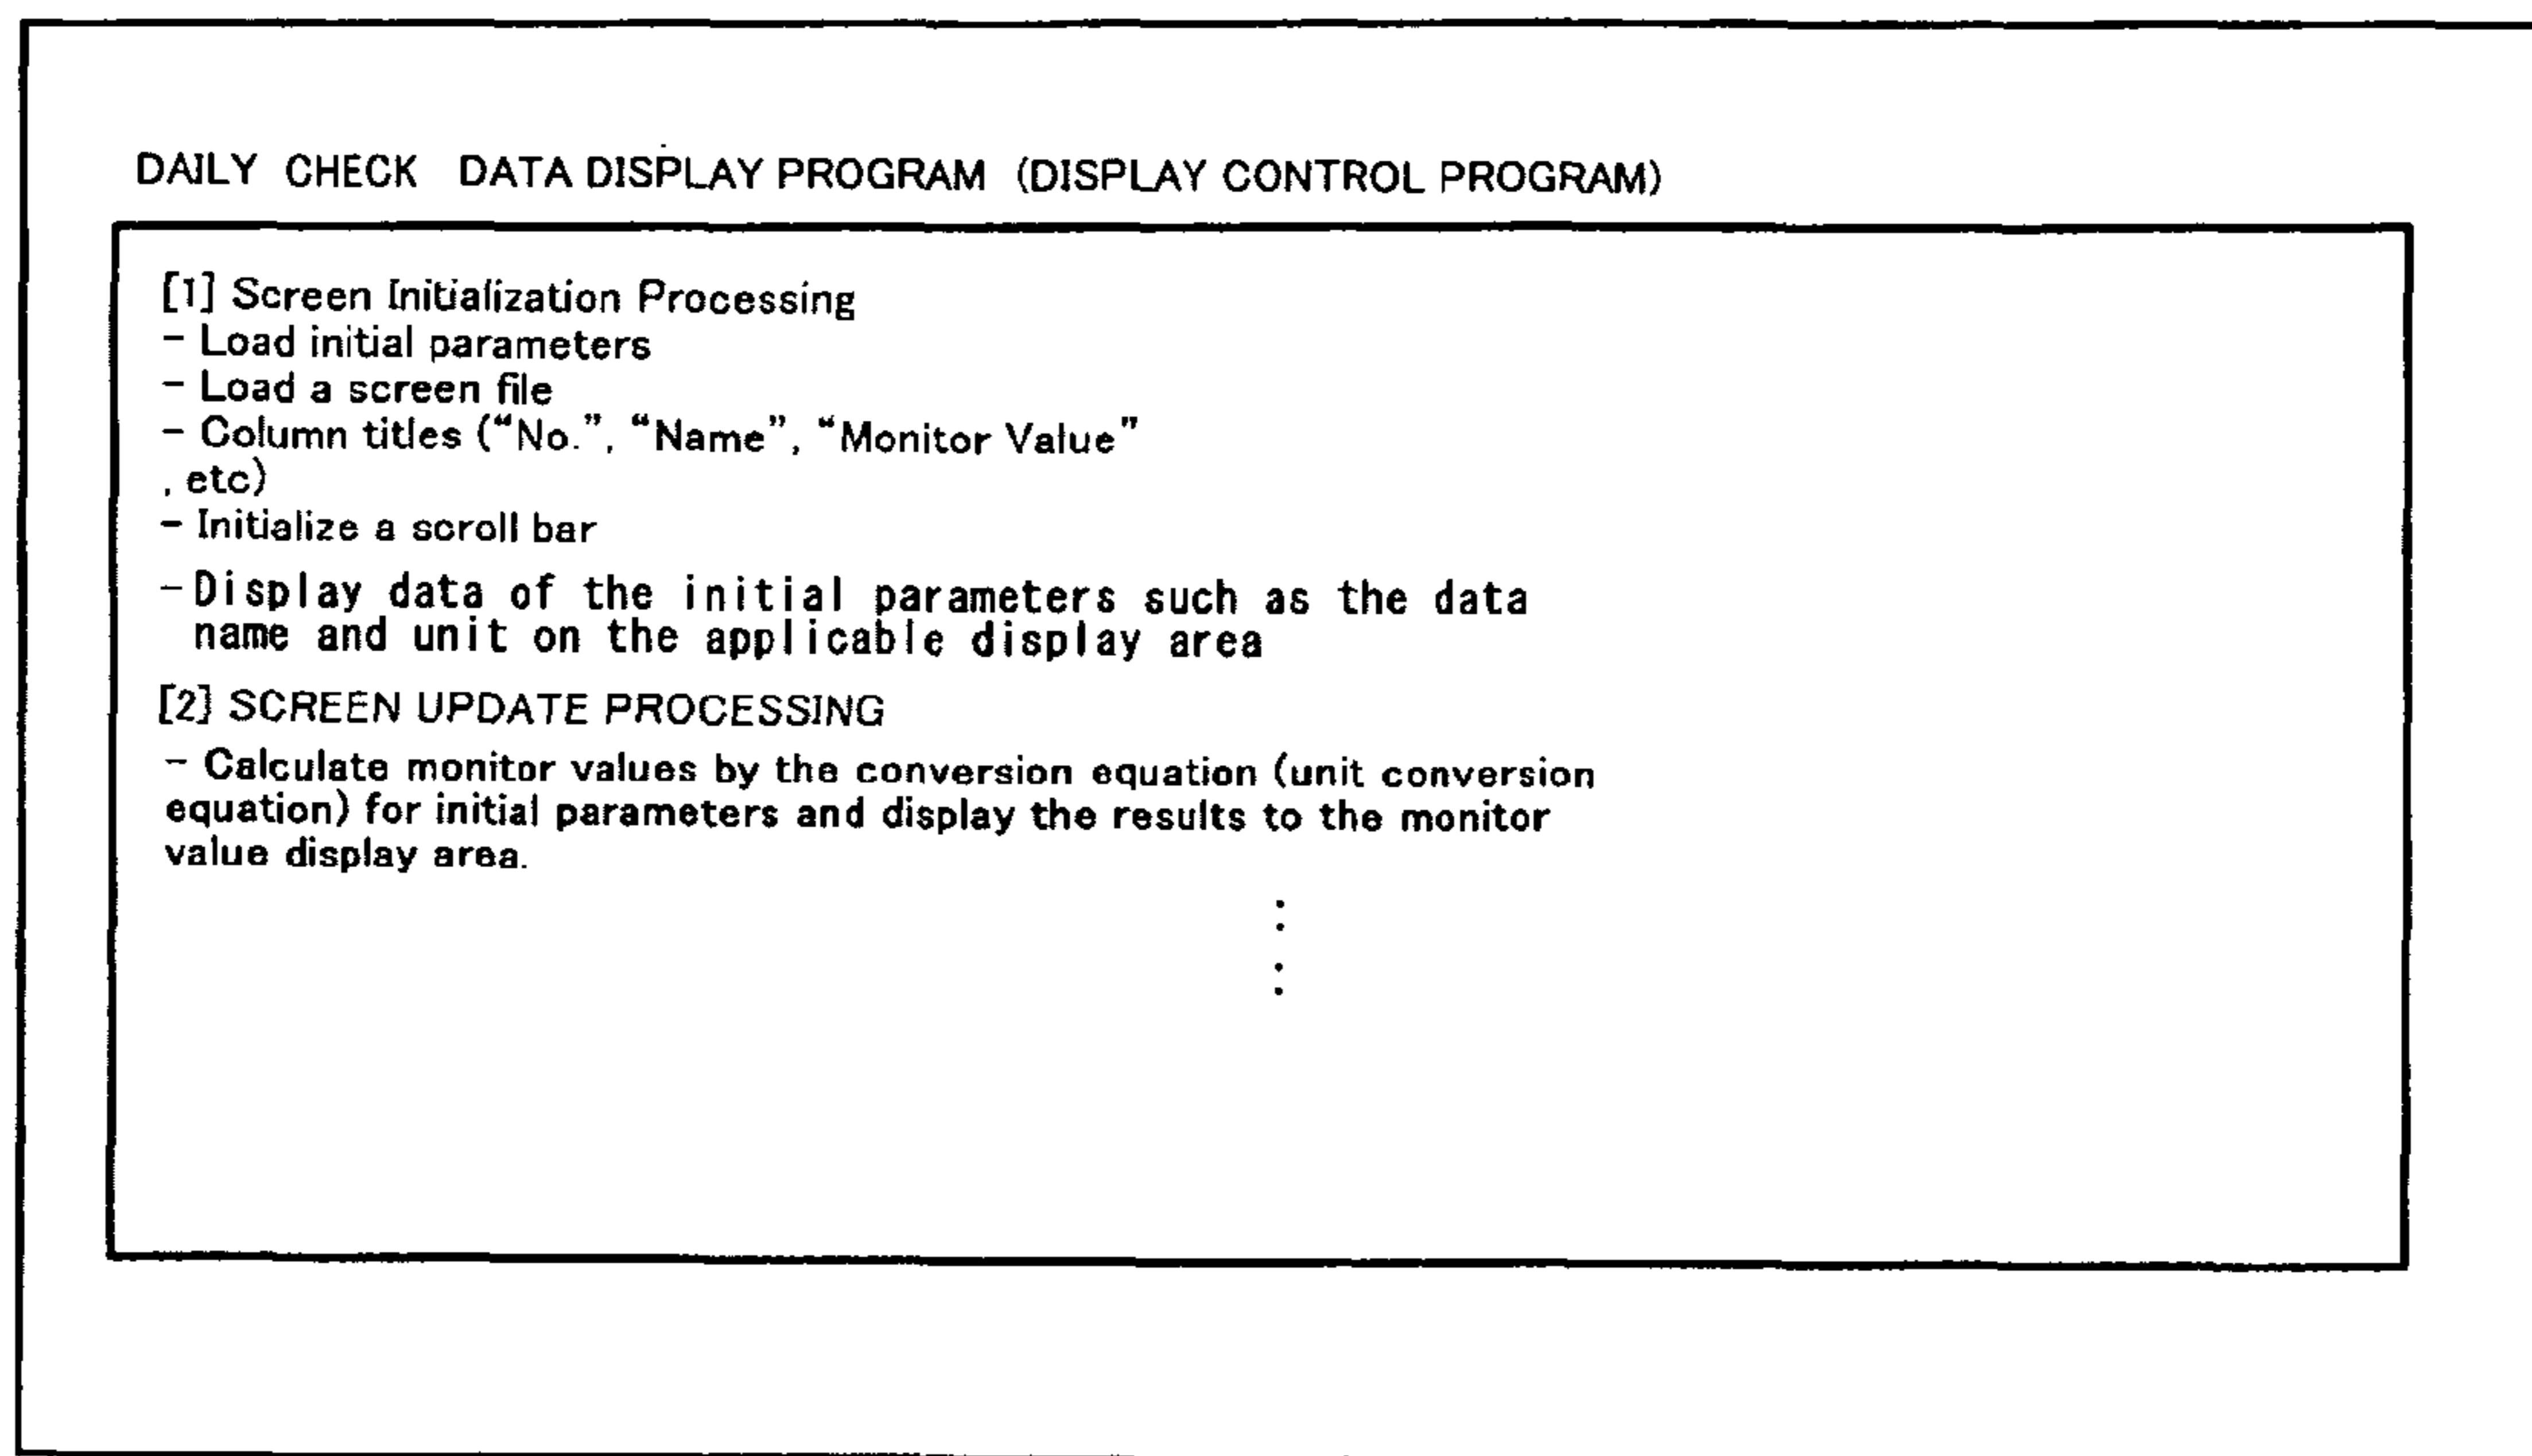 DAILY CHECK DATA DISPLAY PROGRAM (DISPLAY CONTROL PROGRAM)
[1] Screen Initialization Processing
- Load initial parameters
- Load a screen file
- Column titles (“No.”, “Name”, “Monitor Value”
, etc)
- Initialize a scroll bar
-Display data of the initial parameters such as the data
name and unit on the applicable display area
[2] SCREEN UPDATE PROCESSING
- Calculate monitor values by the conversion equation (unit conversion
equation) for initial parameters and display the results to the monitor
value display area.